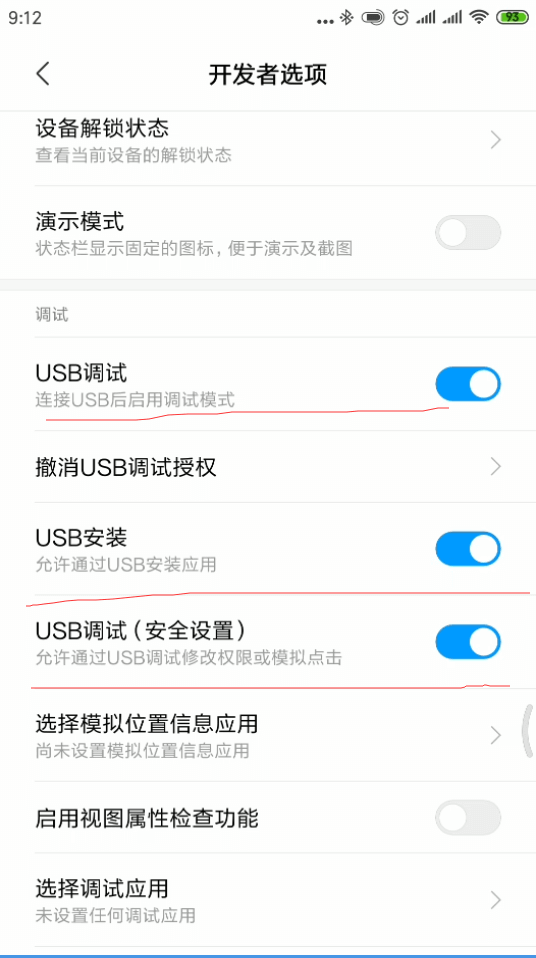 9:12
93
开发者选项
设备解锁状态
查看当前设备的解锁状态
演示模式
状态栏显示固定的图标，便于演示及截图
调试
USB调试
连接USB后启用调试模式
撤消USB调试授权
USB安装
允许通过USB安装应用
USB调试（安全设置）
允许通过USB调试修改权限或模拟点击
选择模拟位置信息应用
尚未设置模拟位置信息应用
启用视图属性检查功能
选择调试应用
未设置任何调试应用